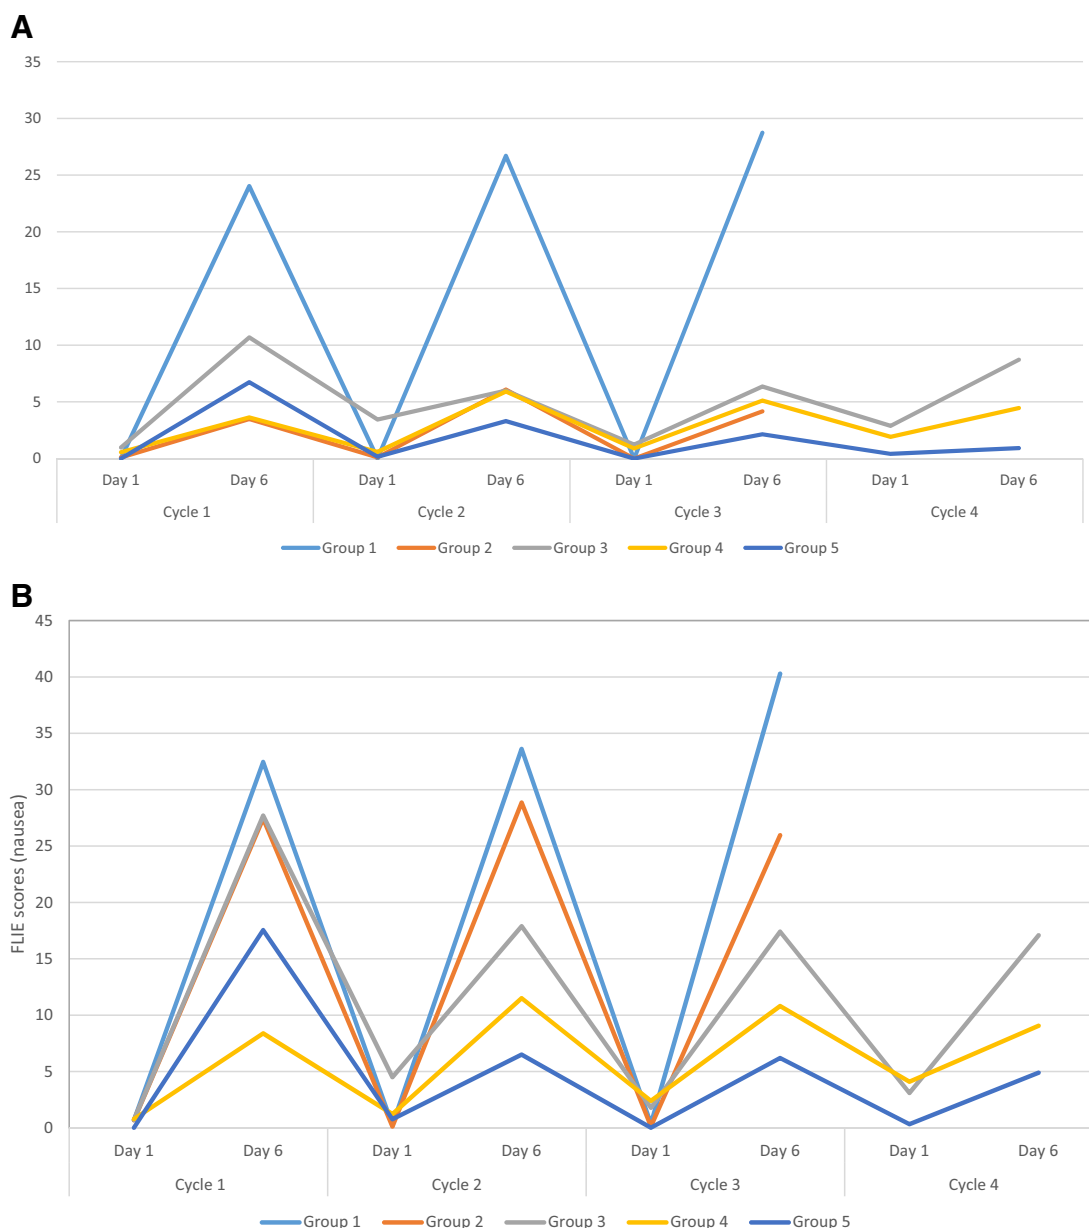 A
35
30
25
20
15
10
5
0
Day 1 Day 6 Day 1 Day 6 Day 1 Day 6 Day 1 Day 6
Cycle 1 Cycle 2 Cycle 3 Cycle 4
Group 1 Group 2 Group 3 Group 4 Group 5
B
FLIE scores (nausea)
45
40
35
30
25
20
15
10
5
0
Day 1 Day 6 Day 1 Day 6 Day 1 Day 6 Day 1 Day 6
Cycle 1 Cycle 2 Cycle 3 Cycle 4
Group 1 Group 2 Group 3 Group 4 Group 5